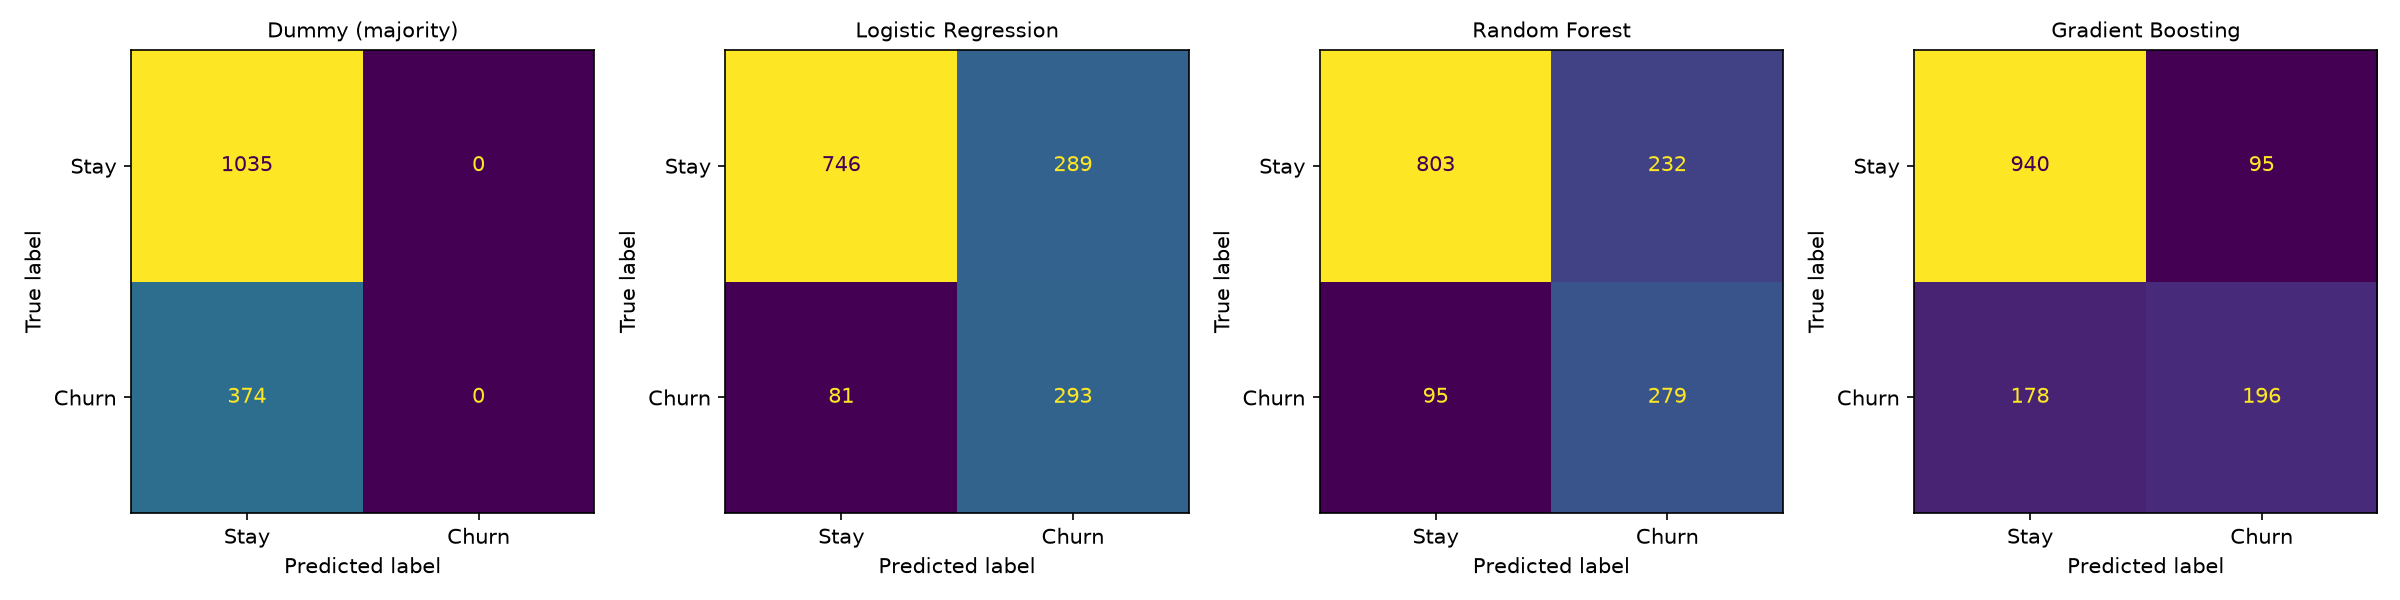 Dummy (majority)
True label
Stay
1035
0
Churn
374
0
Stay
Churn
Predicted label
Logistic Regression
True label
Stay
746
289
Churn
81
293
Stay
Churn
Predicted label
Random Forest
True label
Stay
803
232
Churn
95
279
Stay
Churn
Predicted label
Gradient Boosting
True label
Stay
940
95
Churn
178
196
Stay
Churn
Predicted label